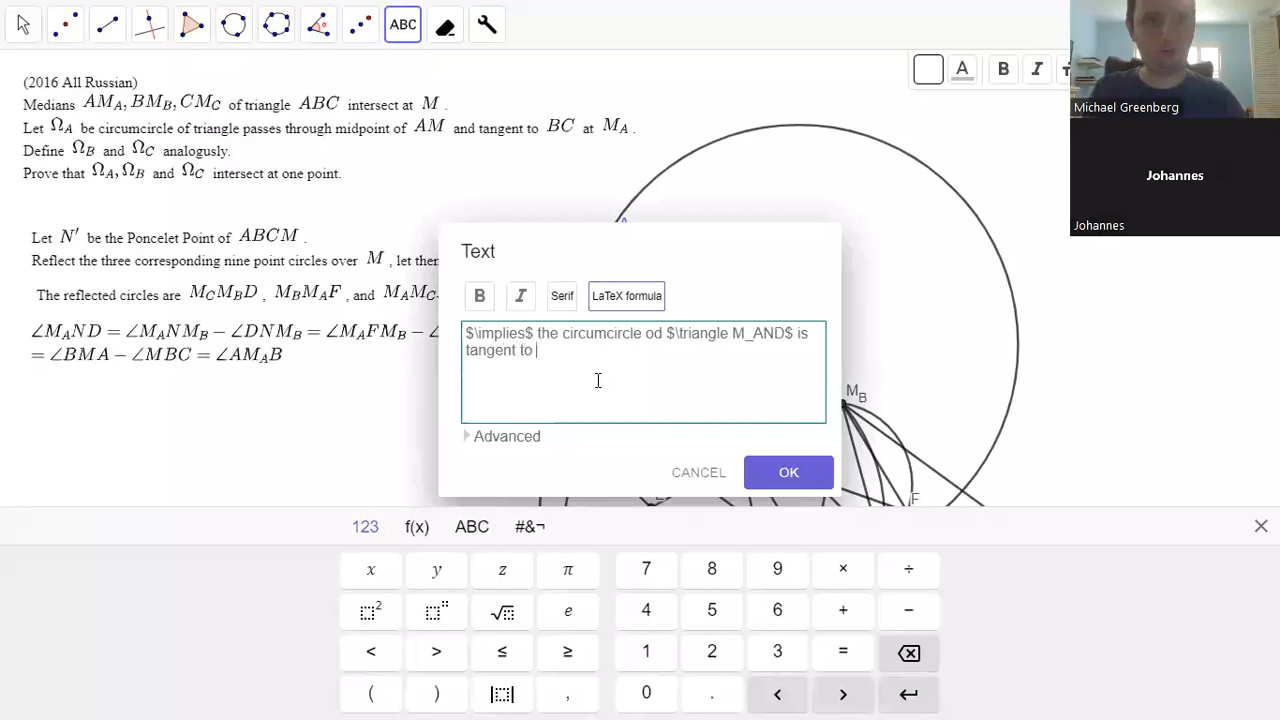 ABC
A B I
Michael Greenberg
Johannes
Johannes
(2016 All Russian)
Medians AM_A, BM_B, CM_C of triangle ABC intersect at M .
Let Ω_A be circumcircle of triangle passes through midpoint of AM and tangent to BC at M_A .
Define Ω_B and Ω_C analogously.
Prove that Ω_A, Ω_B and Ω_C intersect at one point.
Let N′ be the Poncelet Point of ABCM .
Reflect the three corresponding nine point circles over M , let then
The reflected circles are M_CM_BD , M_BM_AF , and M_AM_C
∠M_AND = ∠M_ANM_B − ∠DNM_B = ∠M_AFM_B − ∠
= ∠BMA − ∠MBC = ∠AM_AB
Text
B I Serif LaTeX formula
$\implies$ the circumcircle od $\triangle M_AND$ is
tangent to
Advanced
CANCEL OK
M_B
F
123 f(x) ABC #&¬
x y z π 7 8 9 × ÷
2 √ e 4 5 6 + −
< > ≤ ≥ 1 2 3 =
( ) , 0 . < >